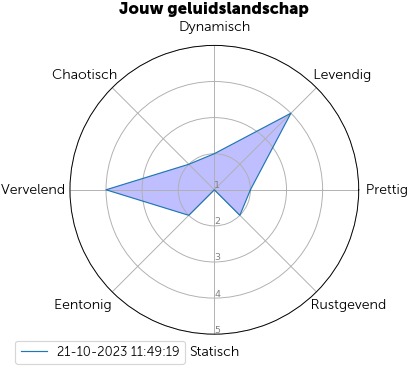 Jouw geluidslandschap
Dynamisch
Chaotisch
Levendig
Vervelend
1
Prettig
2
3
4
Eentonig
Rustgevend
5
21-10-2023 11:49:19
Statisch